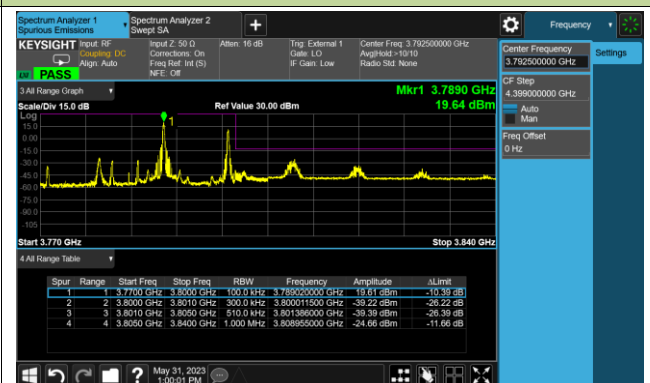 Spectrum Analyzer 1
Spurious Emissions
Spectrum Analyzer 2
Swept SA
Frequency
KEYSIGHT
Input: RF
Coupling: DC
Align: Auto
Input Z: 50 Ω
Corrections: On
Freq Ref: Int (S)
NFE: Off
Atten: 16 dB
Trig: External 1
Gate: LO
IF Gain: Low
Center Freq: 3.792500000 GHz
Avg|Hold:>10/10
Radio Std: None
PASS
Center Frequency
3.792500000 GHz
Settings
CF Step
4.399000000 GHz
Auto
Man
Freq Offset
0 Hz
3 All Range Graph
Mkr1 3.7890 GHz
Scale/Div 15.0 dB
Ref Value 30.00 dBm
19.64 dBm
Log
15.0
0.00
-15.0
-30.0
-45.0
-60.0
-75.0
-90.0
-105
1
Start 3.770 GHz
Stop 3.840 GHz
4 All Range Table
Spur Range Start Freq Stop Freq RBW Frequency Amplitude ΔLimit
1 1 3.7700 GHz 3.8000 GHz 100.0 kHz 3.789020000 GHz 19.61 dBm -10.39 dB
2 2 3.8000 GHz 3.8010 GHz 300.0 kHz 3.800011500 GHz -39.22 dBm -26.22 dB
3 3 3.8010 GHz 3.8050 GHz 510.0 kHz 3.801386000 GHz -39.39 dBm -26.39 dB
4 4 3.8050 GHz 3.8400 GHz 1.000 MHz 3.808955000 GHz -24.66 dBm -11.66 dB
May 31, 2023
1:00:01 PM